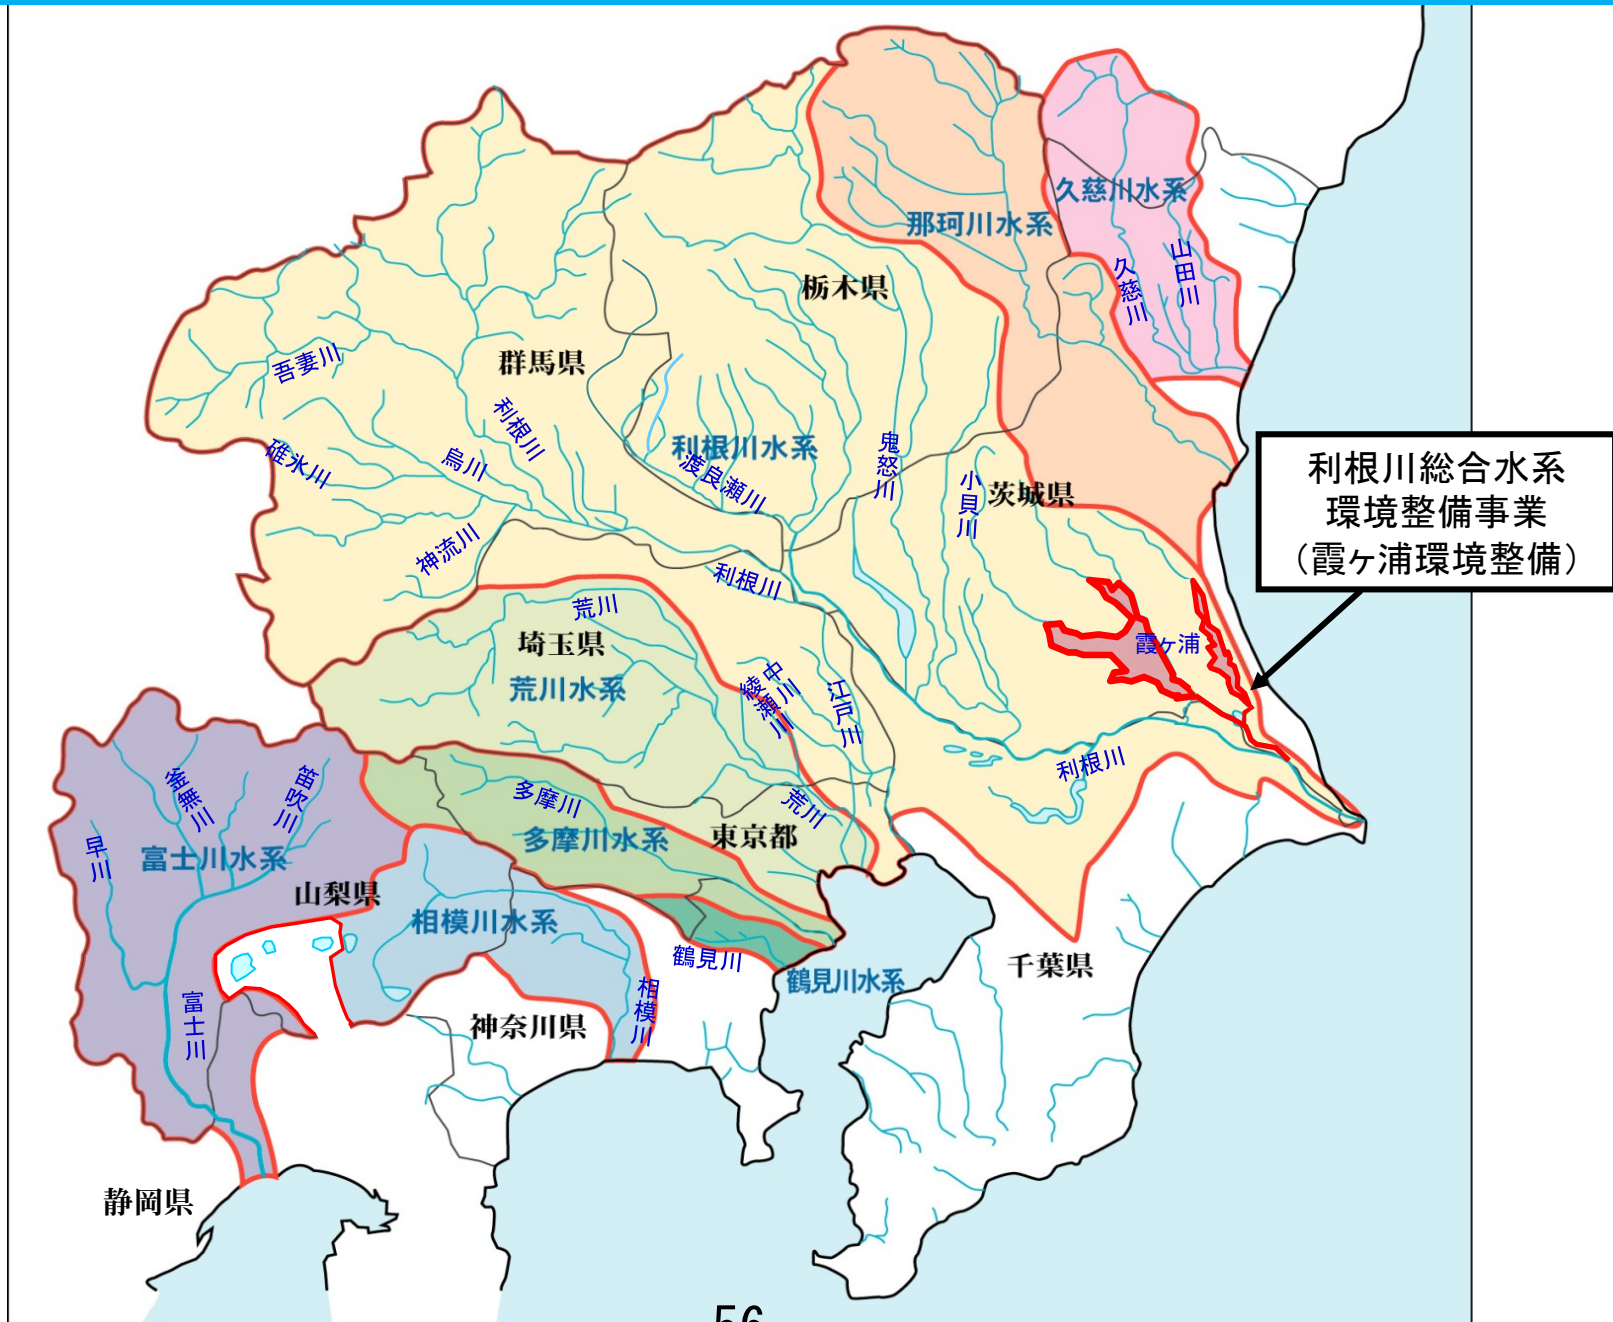 久慈川水系
那珂川水系
久慈川
山田川
栃木県
群馬県
吾妻川
利根川
利根川水系
鬼怒川
碓氷川
烏川
渡良瀬川
小貝川
茨城県
利根川総合水系
環境整備事業
（霞ヶ浦環境整備）
神流川
利根川
荒川
埼玉県
霞ヶ浦
荒川水系
綾瀬川
中川
江戸川
利根川
釜無川
笛吹川
多摩川
荒川
早川
富士川水系
多摩川水系
東京都
山梨県
相模川水系
鶴見川
鶴見川水系
千葉県
富士川
相模川
神奈川県
静岡県
56